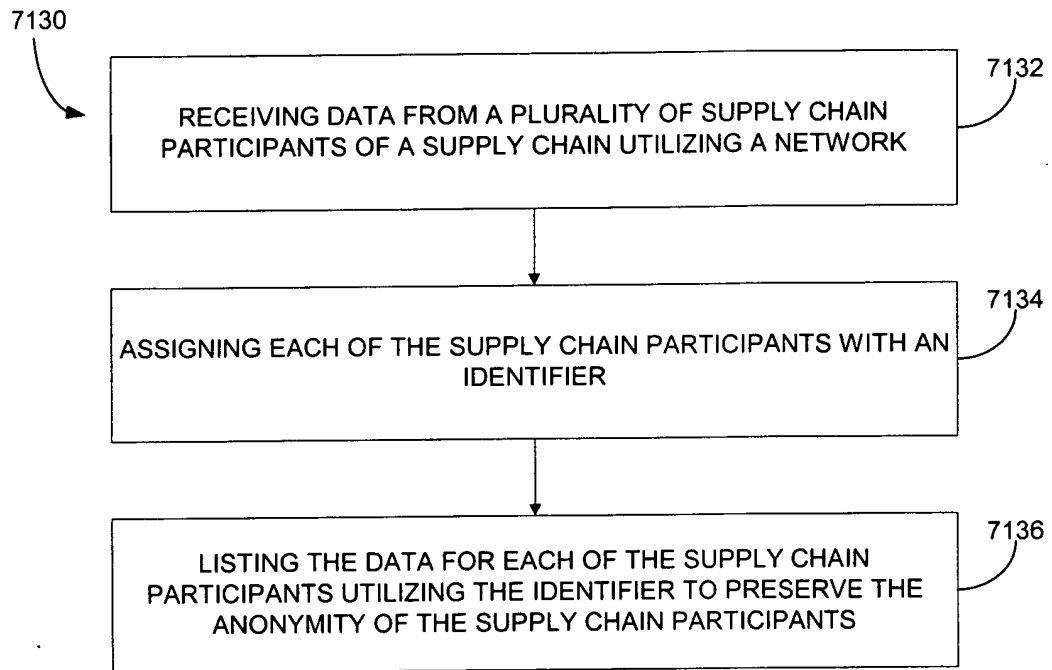 7130
7132
RECEIVING DATA FROM A PLURALITY OF SUPPLY CHAIN
PARTICIPANTS OF A SUPPLY CHAIN UTILIZING A NETWORK
7134
ASSIGNING EACH OF THE SUPPLY CHAIN PARTICIPANTS WITH AN
IDENTIFIER
7136
LISTING THE DATA FOR EACH OF THE SUPPLY CHAIN
PARTICIPANTS UTILIZING THE IDENTIFIER TO PRESERVE THE
ANONYMITY OF THE SUPPLY CHAIN PARTICIPANTS